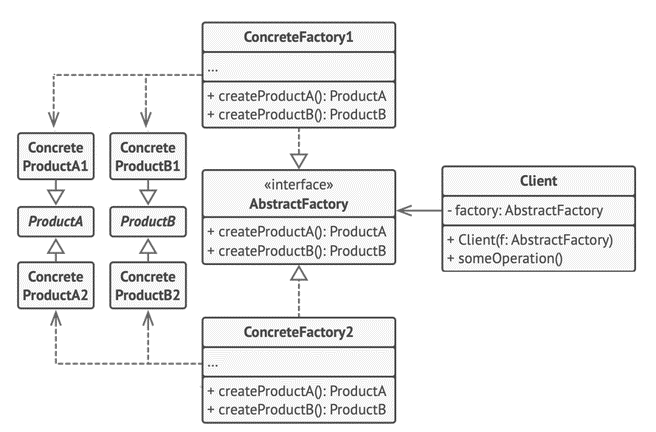 ConcreteFactory1
...
+ createProductA(): ProductA
+ createProductB(): ProductB
Concrete
ProductA1
Concrete
ProductB1
ProductA
ProductB
Concrete
ProductA2
Concrete
ProductB2
«interface»
AbstractFactory
+ createProductA(): ProductA
+ createProductB(): ProductB
Client
- factory: AbstractFactory
+ Client(f: AbstractFactory)
+ someOperation()
ConcreteFactory2
...
+ createProductA(): ProductA
+ createProductB(): ProductB